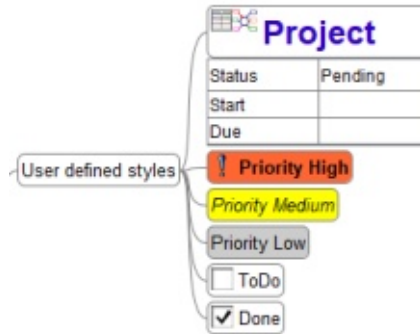 Project
Status Pending
Start
Due
User defined styles
Priority High
Priority Medium
Priority Low
ToDo
Done